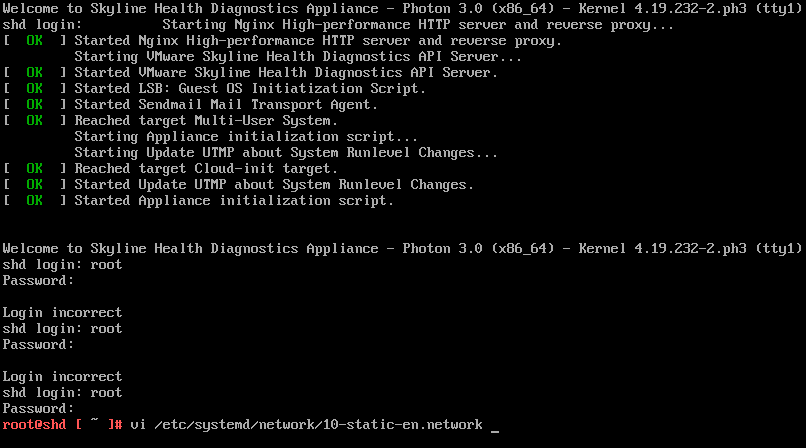 Welcome to Skyline Health Diagnostics Appliance - Photon 3.0 (x86_64) - Kernel 4.19.232-2.ph3 (tty1)
shd login:          Starting Nginx High-performance HTTP server and reverse proxy...
[  OK  ] Started Nginx High-performance HTTP server and reverse proxy.
         Starting VMware Skyline Health Diagnostics API Server...
[  OK  ] Started VMware Skyline Health Diagnostics API Server.
[  OK  ] Started LSB: Guest OS Initiatization Script.
[  OK  ] Started Sendmail Mail Transport Agent.
[  OK  ] Reached target Multi-User System.
         Starting Appliance initialization script...
         Starting Update UTMP about System Runlevel Changes...
[  OK  ] Reached target Cloud-init target.
[  OK  ] Started Update UTMP about System Runlevel Changes.
[  OK  ] Started Appliance initialization script.
Welcome to Skyline Health Diagnostics Appliance - Photon 3.0 (x86_64) - Kernel 4.19.232-2.ph3 (tty1)
shd login: root
Password:
Login incorrect
shd login: root
Password:
Login incorrect
shd login: root
Password:
root@shd [ ~ ]# vi /etc/systemd/network/10-static-en.network _